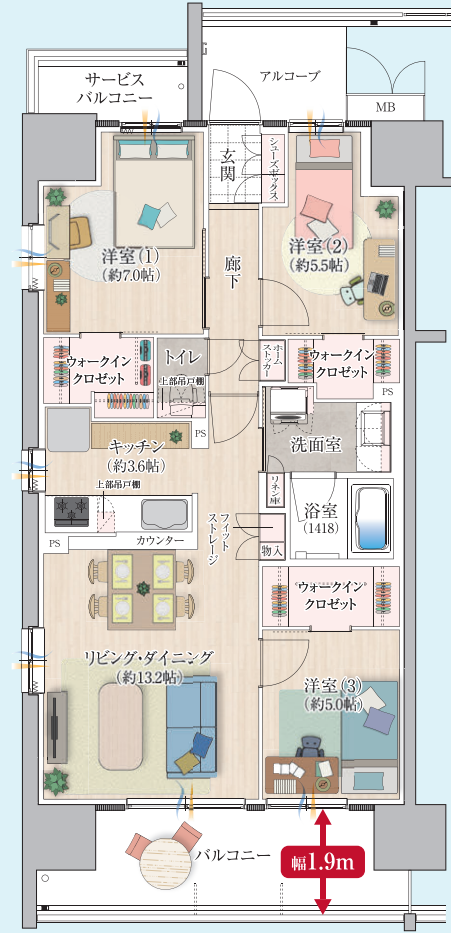 サービス
バルコニー
アルコーブ
MB
玄関
シューズボックス
洋室(1)
(約7.0帖)
廊下
洋室(2)
(約5.5帖)
ウォークイン
クロゼット
トイレ
上部吊戸棚
ホーム
ストッカー
ウォークイン
クロゼット
PS
PS
キッチン
(約3.6帖)
上部吊戸棚
洗面室
リネン庫
浴室
(1418)
PS
カウンター
フィット
ストレージ
物入
ウォークイン
クロゼット
リビング・ダイニング
(約13.2帖)
洋室(3)
(約5.0帖)
バルコニー
幅1.9m